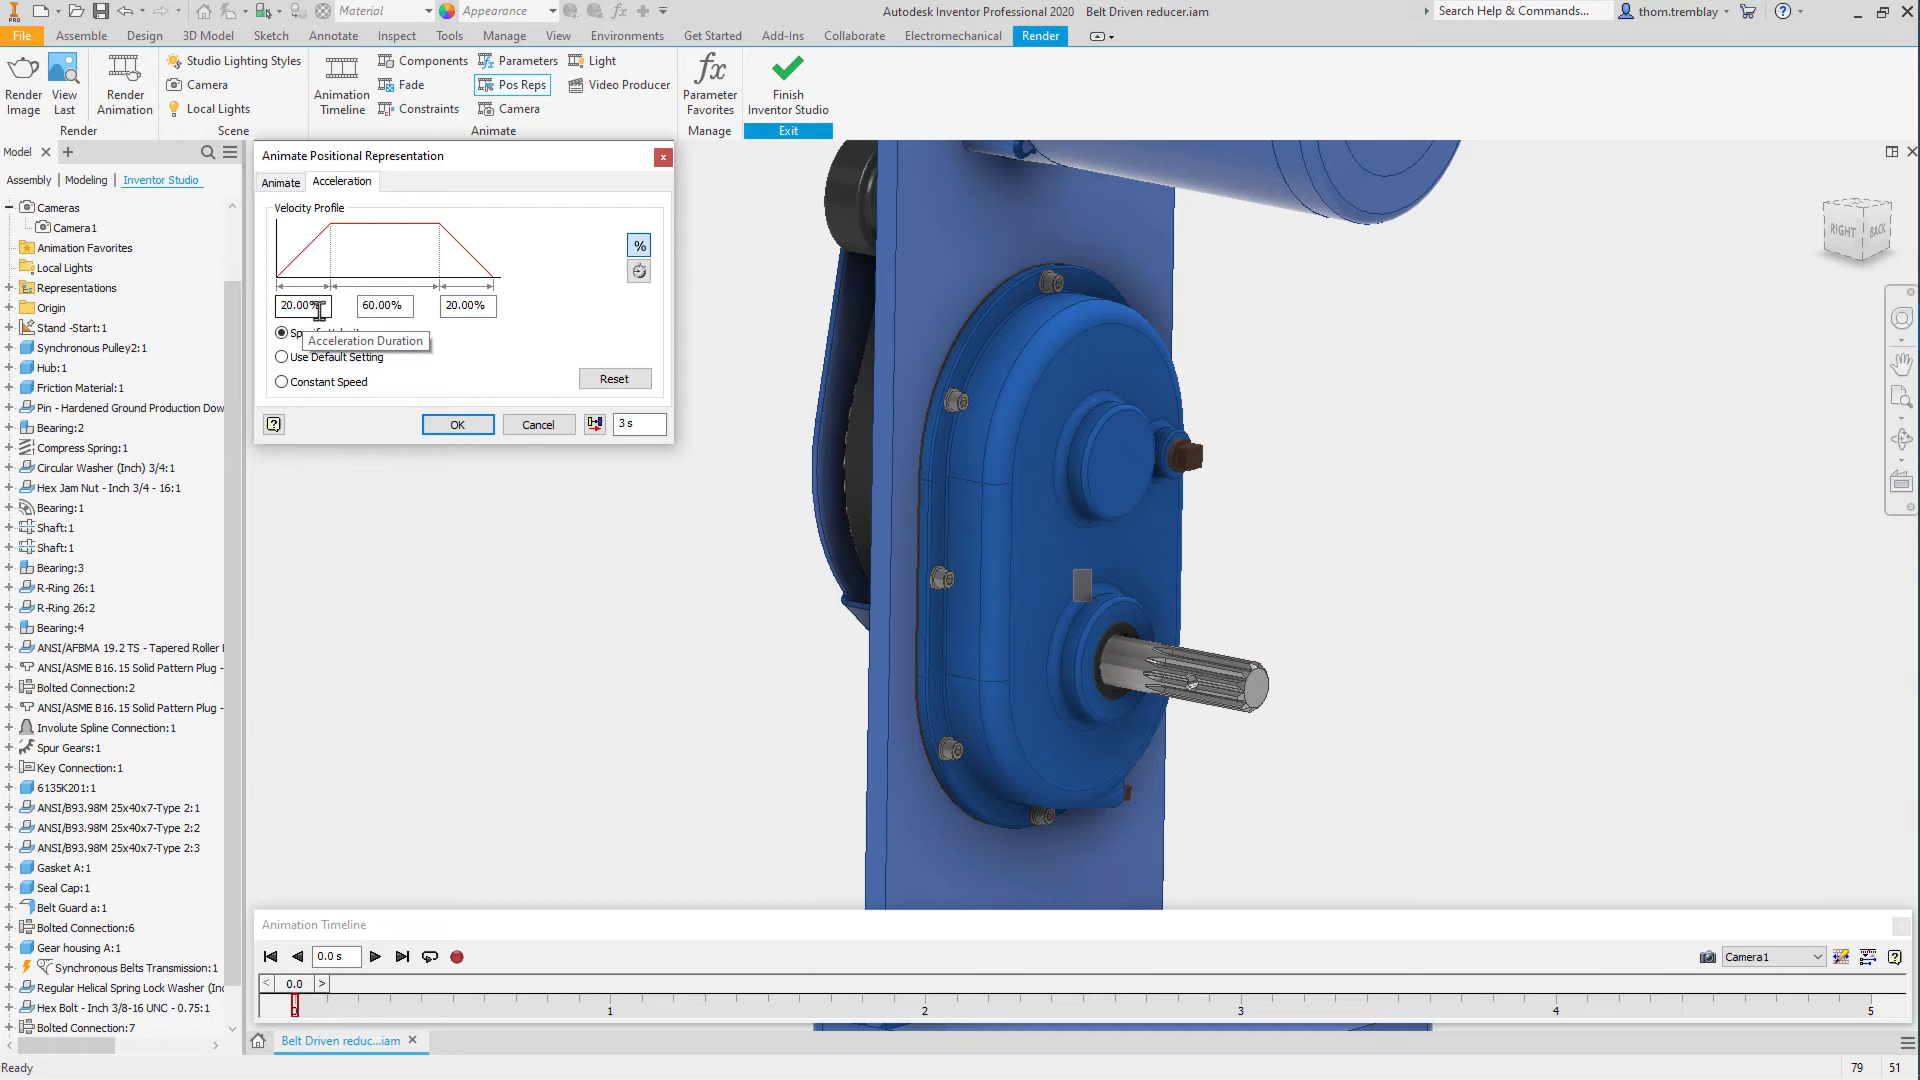 Material
Appearance
Autodesk Inventor Professional 2020 Belt Driven reducer.iam
Search Help & Commands...
thom.tremblay
File Assemble Design 3D Model Sketch Annotate Inspect Tools Manage View Environments Get Started Add-Ins Collaborate Electromechanical Render
Render Image
View Last
Render Animation
Studio Lighting Styles
Camera
Local Lights
Animation Timeline
Components
Fade
Constraints
Parameters
Pos Reps
Camera
Light
Video Producer
fx
Parameter Favorites
Finish Inventor Studio
Render
Scene
Animate
Manage
Exit
Model
Assembly | Modeling | Inventor Studio
Cameras
Camera1
Animation Favorites
Local Lights
Representations
Origin
Stand -Start:1
Synchronous Pulley2:1
Hub:1
Friction Material:1
Pin - Hardened Ground Production Dow
Bearing:2
Compress Spring:1
Circular Washer (Inch) 3/4:1
Hex Jam Nut - Inch 3/4 - 16:1
Bearing:1
Shaft:1
Shaft:1
Bearing:3
R-Ring 26:1
R-Ring 26:2
Bearing:4
ANSI/AFBMA 19.2 TS - Tapered Roller
ANSI/ASME B16.15 Solid Pattern Plug -
Bolted Connection:2
ANSI/ASME B16.15 Solid Pattern Plug -
Involute Spline Connection:1
Spur Gears:1
Key Connection:1
6135K201:1
ANSI/B93.98M 25x40x7-Type 2:1
ANSI/B93.98M 25x40x7-Type 2:2
ANSI/B93.98M 25x40x7-Type 2:3
Gasket A:1
Seal Cap:1
Belt Guard a:1
Bolted Connection:6
Gear housing A:1
Synchronous Belts Transmission:1
Regular Helical Spring Lock Washer (Inc
Hex Bolt - Inch 3/8-16 UNC - 0.75:1
Bolted Connection:7
Animate Positional Representation
Animate Acceleration
Velocity Profile
%
20.00% 60.00% 20.00%
Acceleration Duration
Use Default Setting
Constant Speed
Reset
OK Cancel 3 s
RIGHT BACK
Animation Timeline
0.0 s
Camera1
< 0.0 >
0 1 2 3 4 5
Belt Driven reduc...iam
Ready
79 51